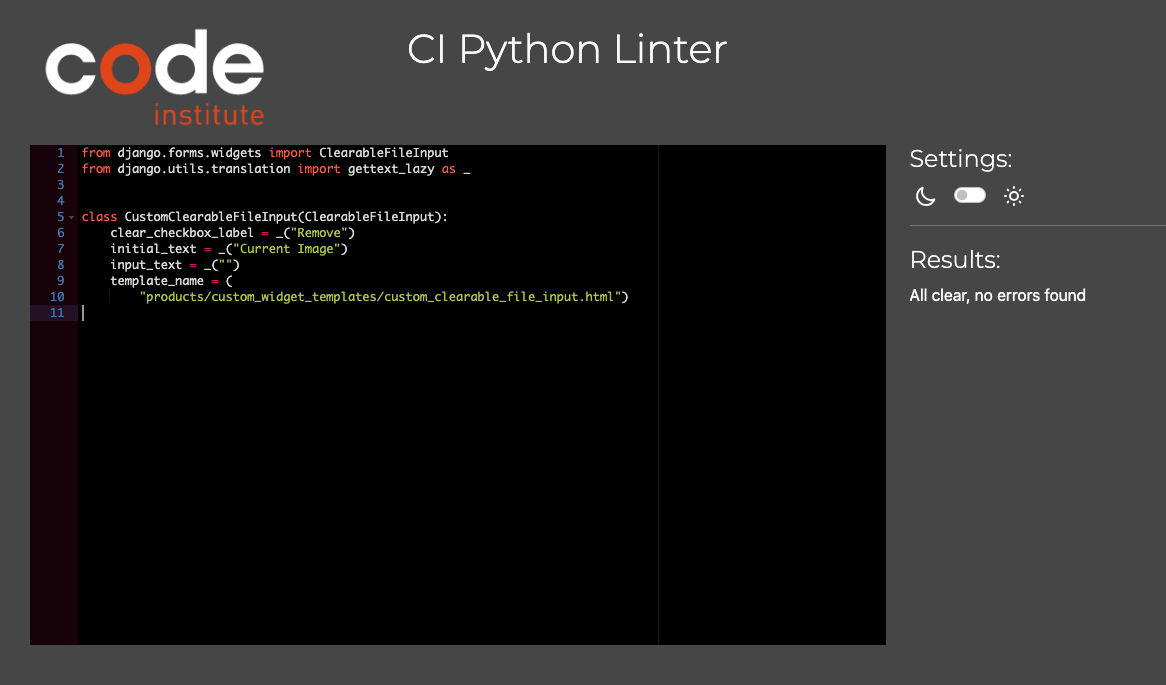 code
institute
CI Python Linter
1 from django.forms.widgets import ClearableFileInput
2 from django.utils.translation import gettext_lazy as _
3
4
5 class CustomClearableFileInput(ClearableFileInput):
6     clear_checkbox_label = _("Remove")
7     initial_text = _("Current Image")
8     input_text = _("")
9     template_name = (
10         "products/custom_widget_templates/custom_clearable_file_input.html")
11
Settings:
Results:
All clear, no errors found